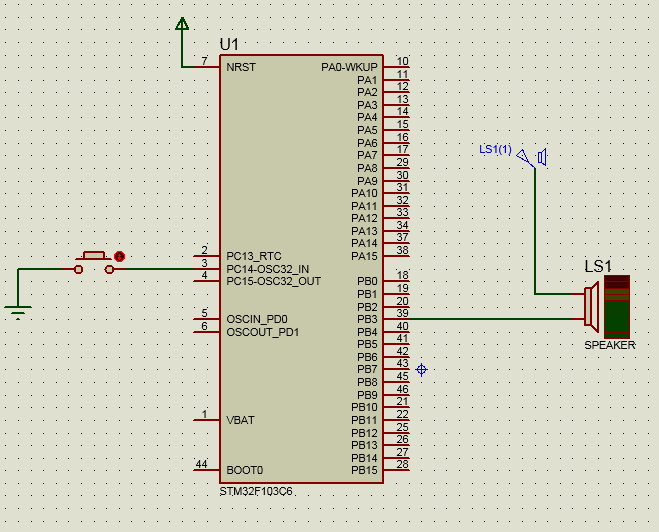 U1
7 NRST PA0-WKUP 10
PA1 11
PA2 12
PA3 13
PA4 14
PA5 15
PA6 16
PA7 17
PA8 29
PA9 30
PA10 31
PA11 32
PA12 33
PA13 34
PA14 37
PA15 38
LS1(1)
2 PC13_RTC
3 PC14-OSC32_IN
4 PC15-OSC32_OUT
PB0 18
PB1 19
PB2 20
5 OSCIN_PD0 PB3 39
6 OSCOUT_PD1 PB4 40
PB5 41
PB6 42
PB7 43
PB8 45
PB9 46
PB10 21
1 VBAT PB11 22
PB12 25
PB13 26
PB14 27
44 BOOT0 PB15 28
STM32F103C6
LS1
SPEAKER